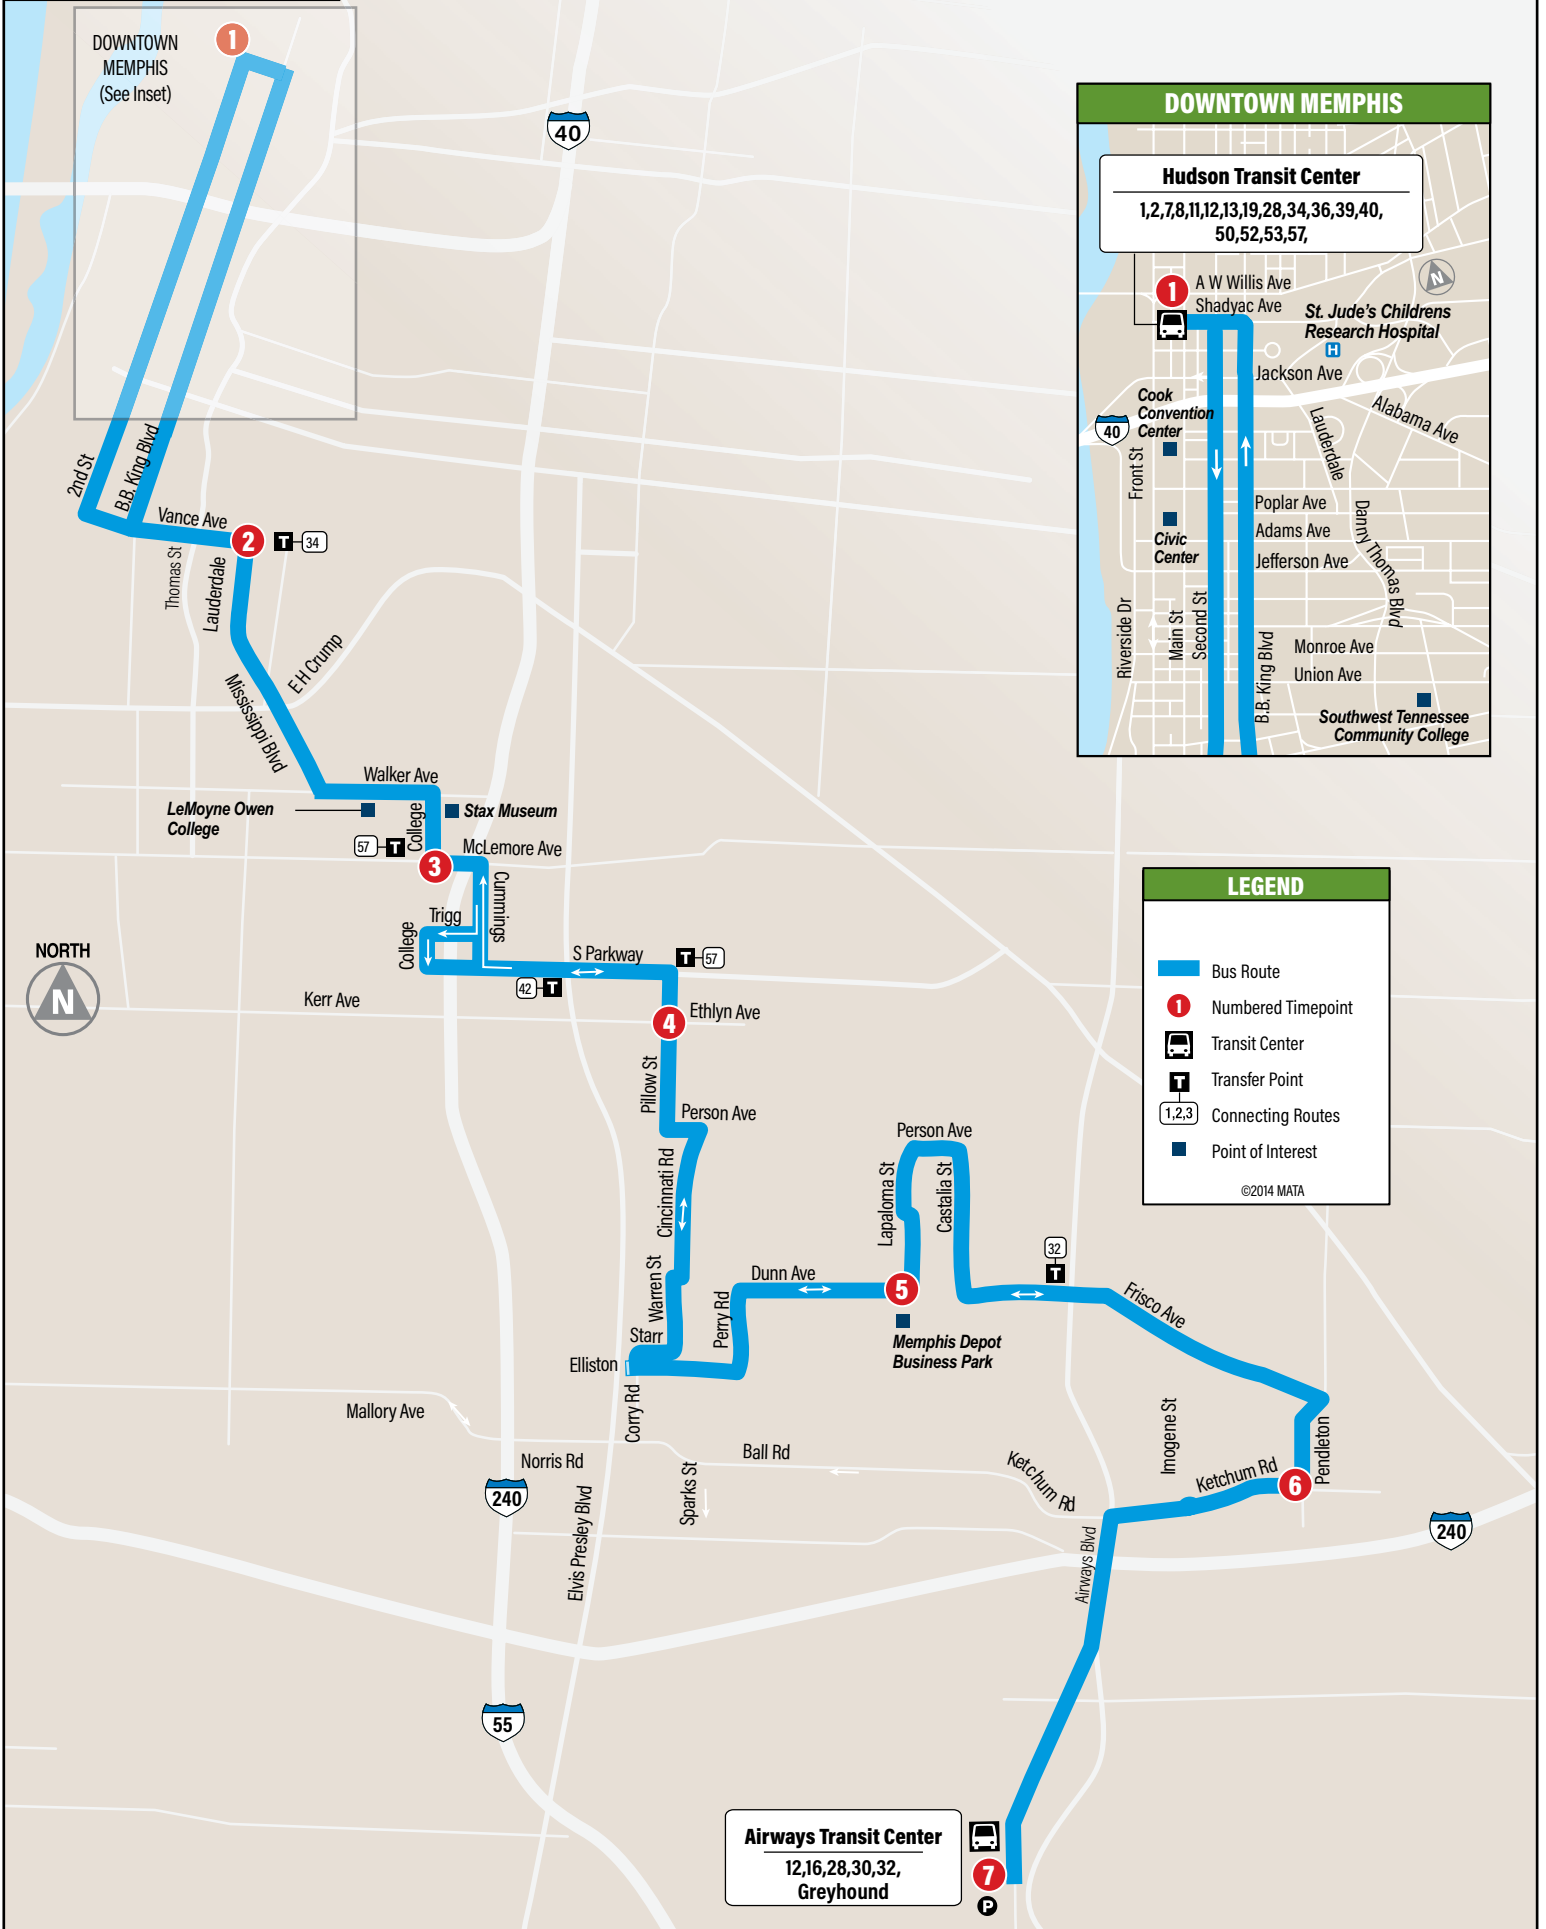 DOWNTOWN
MEMPHIS
(See Inset)
1
40
DOWNTOWN MEMPHIS
Hudson Transit Center
1,2,7,8,11,12,13,19,28,34,36,39,40,
50,52,53,57,
N
1
A W Willis Ave
Shadyac Ave
St. Jude's Childrens
Research Hospital
H
Jackson Ave
Cook
Convention
Center
40
Alabama Ave
Lauderdale
Front St
Poplar Ave
Adams Ave
Jefferson Ave
Danny Thomas Blvd
Civic
Center
Riverside Dr
Main St
Second St
B.B. King Blvd
Monroe Ave
Union Ave
Southwest Tennessee
Community College
2nd St
B.B. King Blvd
Vance Ave
2
T
34
Thomas St
Lauderdale
E H Crump
Mississippi Blvd
Walker Ave
LeMoyne Owen
College
College
Stax Museum
57
T
3
McLemore Ave
Cummings
Trigg
College
S Parkway
T
57
42
T
NORTH
N
Kerr Ave
4
Ethlyn Ave
Pillow St
Person Ave
Cincinnati Rd
Warren St
Starr
Elliston
Corry Rd
Perry Rd
Dunn Ave
5
Memphis Depot
Business Park
Lapaloma St
Person Ave
Castalia St
32
T
Frisco Ave
LEGEND
Bus Route
1
Numbered Timepoint
Transit Center
T
Transfer Point
1,2,3
Connecting Routes
Point of Interest
©2014 MATA
Mallory Ave
Norris Rd
240
Elvis Presley Blvd
Sparks St
Ball Rd
Ketchum Rd
Imogene St
Ketchum Rd
6
Pendleton
240
Airways Blvd
55
Airways Transit Center
12,16,28,30,32,
Greyhound
7
P